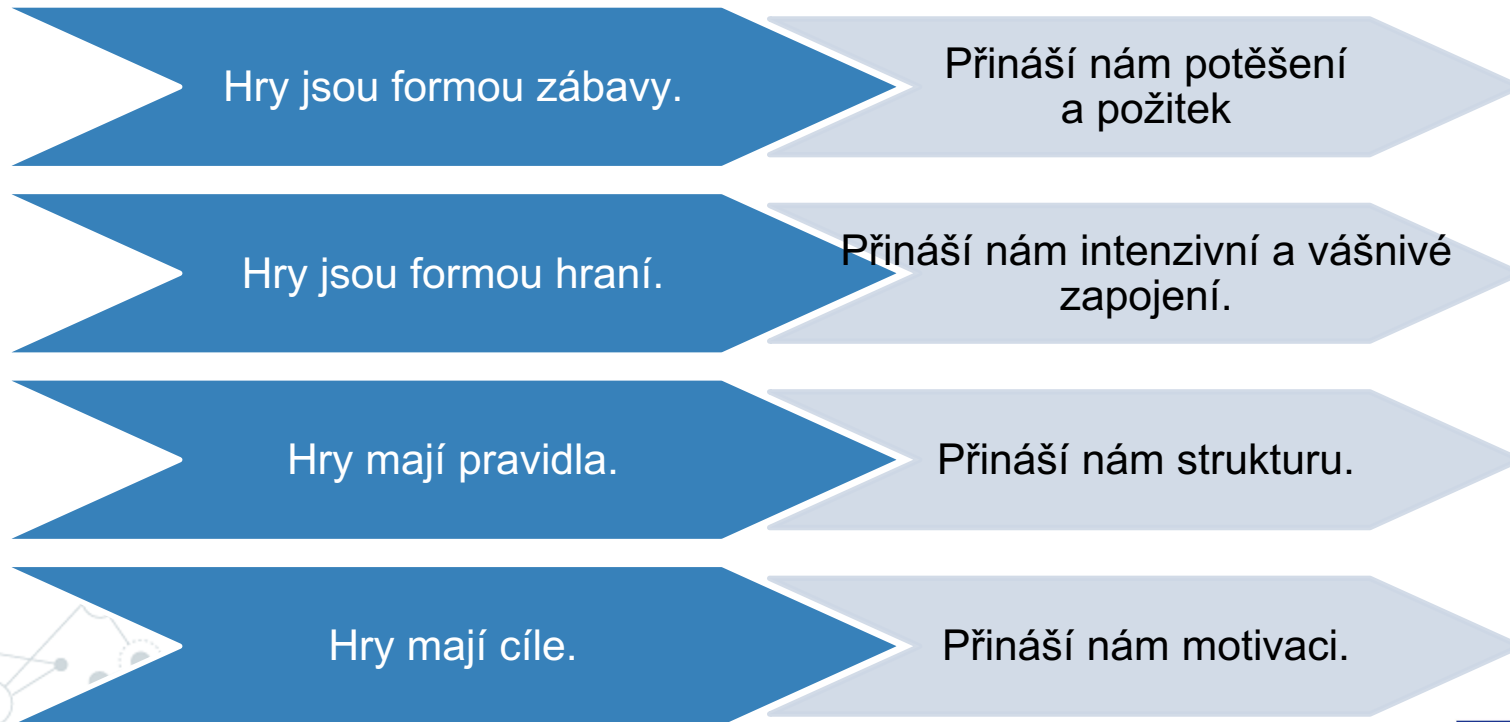 Hry jsou formou zábavy.
Přináší nám potěšení
a požitek
Hry jsou formou hraní.
Přináší nám intenzivní a vášnivé
zapojení.
Hry mají pravidla.
Přináší nám strukturu.
Hry mají cíle.
Přináší nám motivaci.